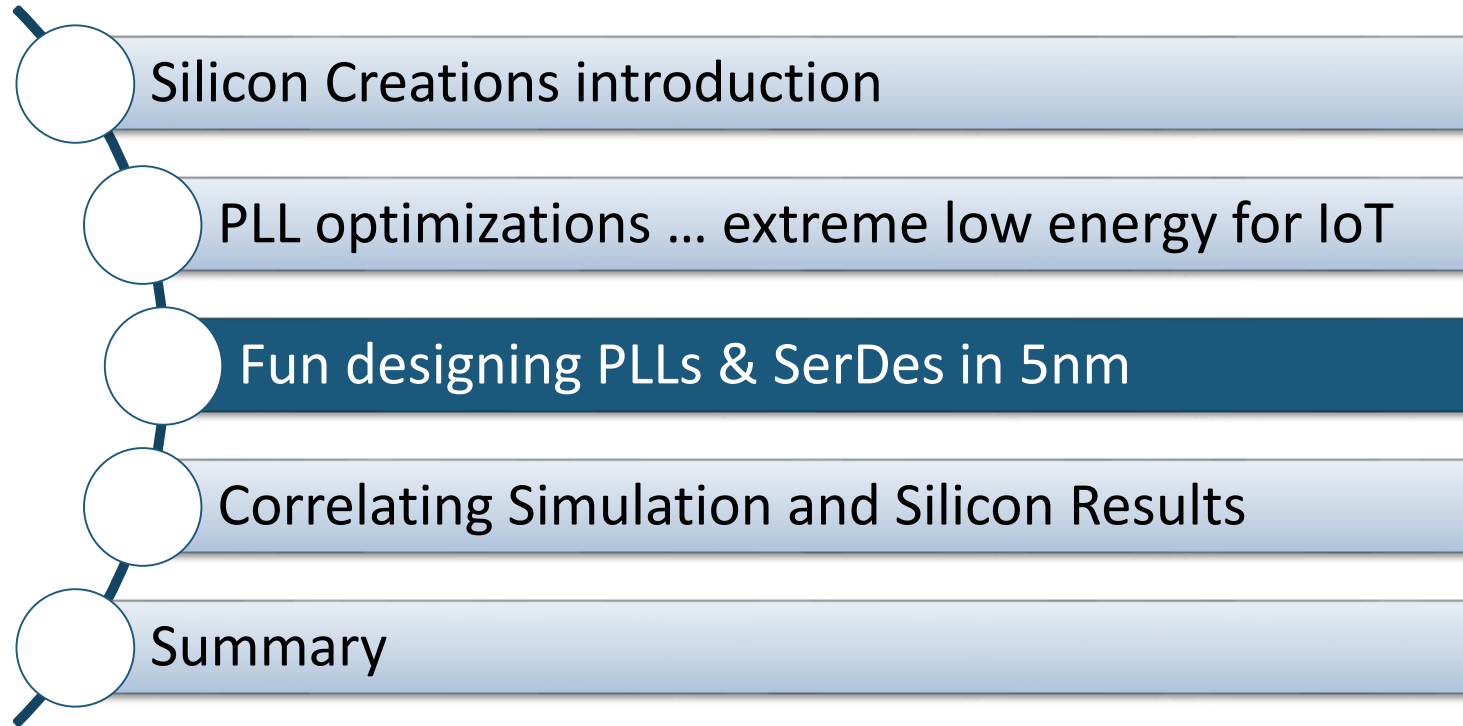 Silicon Creations introduction
PLL optimizations ... extreme low energy for IoT
Fun designing PLLs & SerDes in 5nm
Correlating Simulation and Silicon Results
Summary